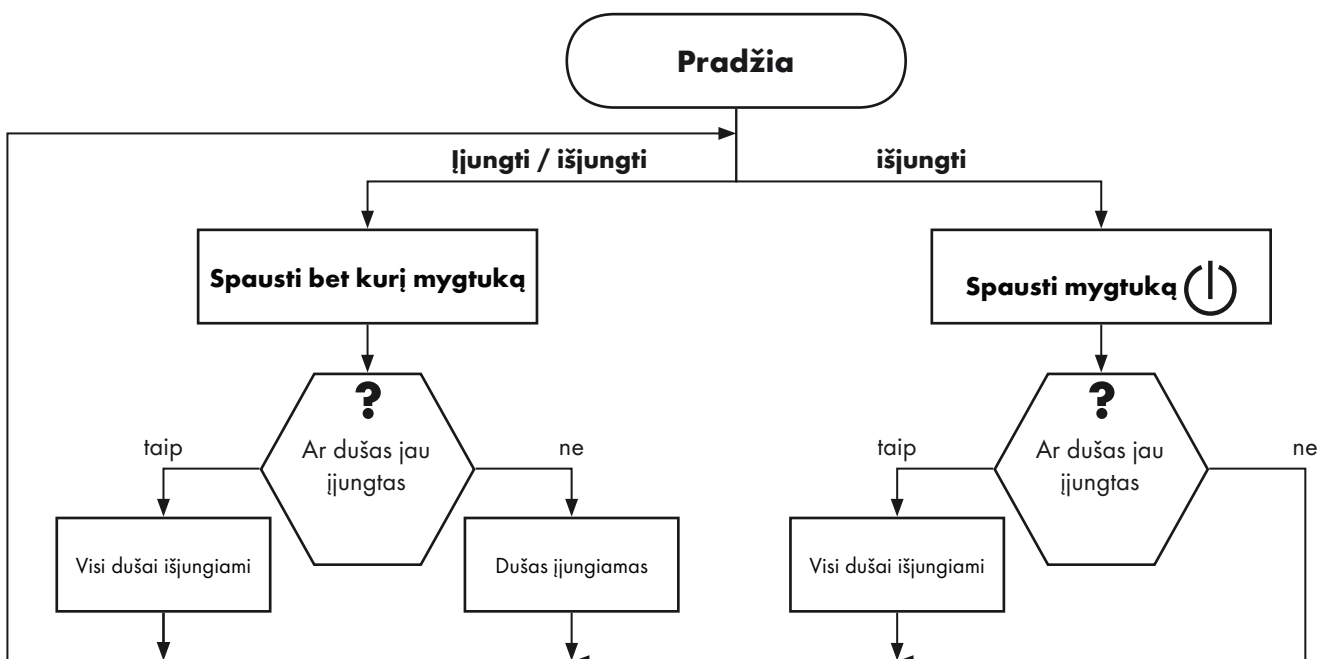 Pradžia
Įjungti / išjungti
išjungti
Spausti bet kurį mygtuką
Spausti mygtuką
?
Ar dušas jau
įjungtas
taip
ne
?
Ar dušas jau
įjungtas
taip
ne
Visi dušai išjungiami
Dušas įjungiamas
Visi dušai išjungiami